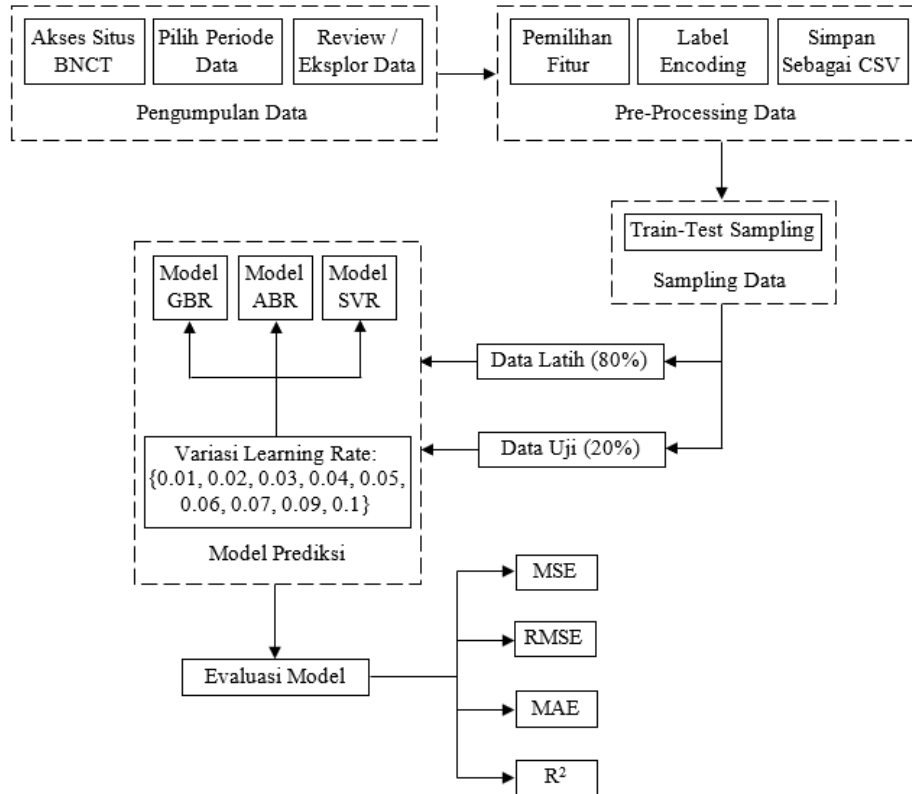 Akses Situs
BNCT
Pilih Periode
Data
Review /
Eksplor Data
Pengumpulan Data
Pemilihan
Fitur
Label
Encoding
Simpan
Sebagai CSV
Pre-Processing Data
Train-Test Sampling
Sampling Data
Model
GBR
Model
ABR
Model
SVR
Data Latih (80%)
Data Uji (20%)
Variasi Learning Rate:
{0.01, 0.02, 0.03, 0.04, 0.05,
0.06, 0.07, 0.09, 0.1}
Model Prediksi
Evaluasi Model
MSE
RMSE
MAE
R²